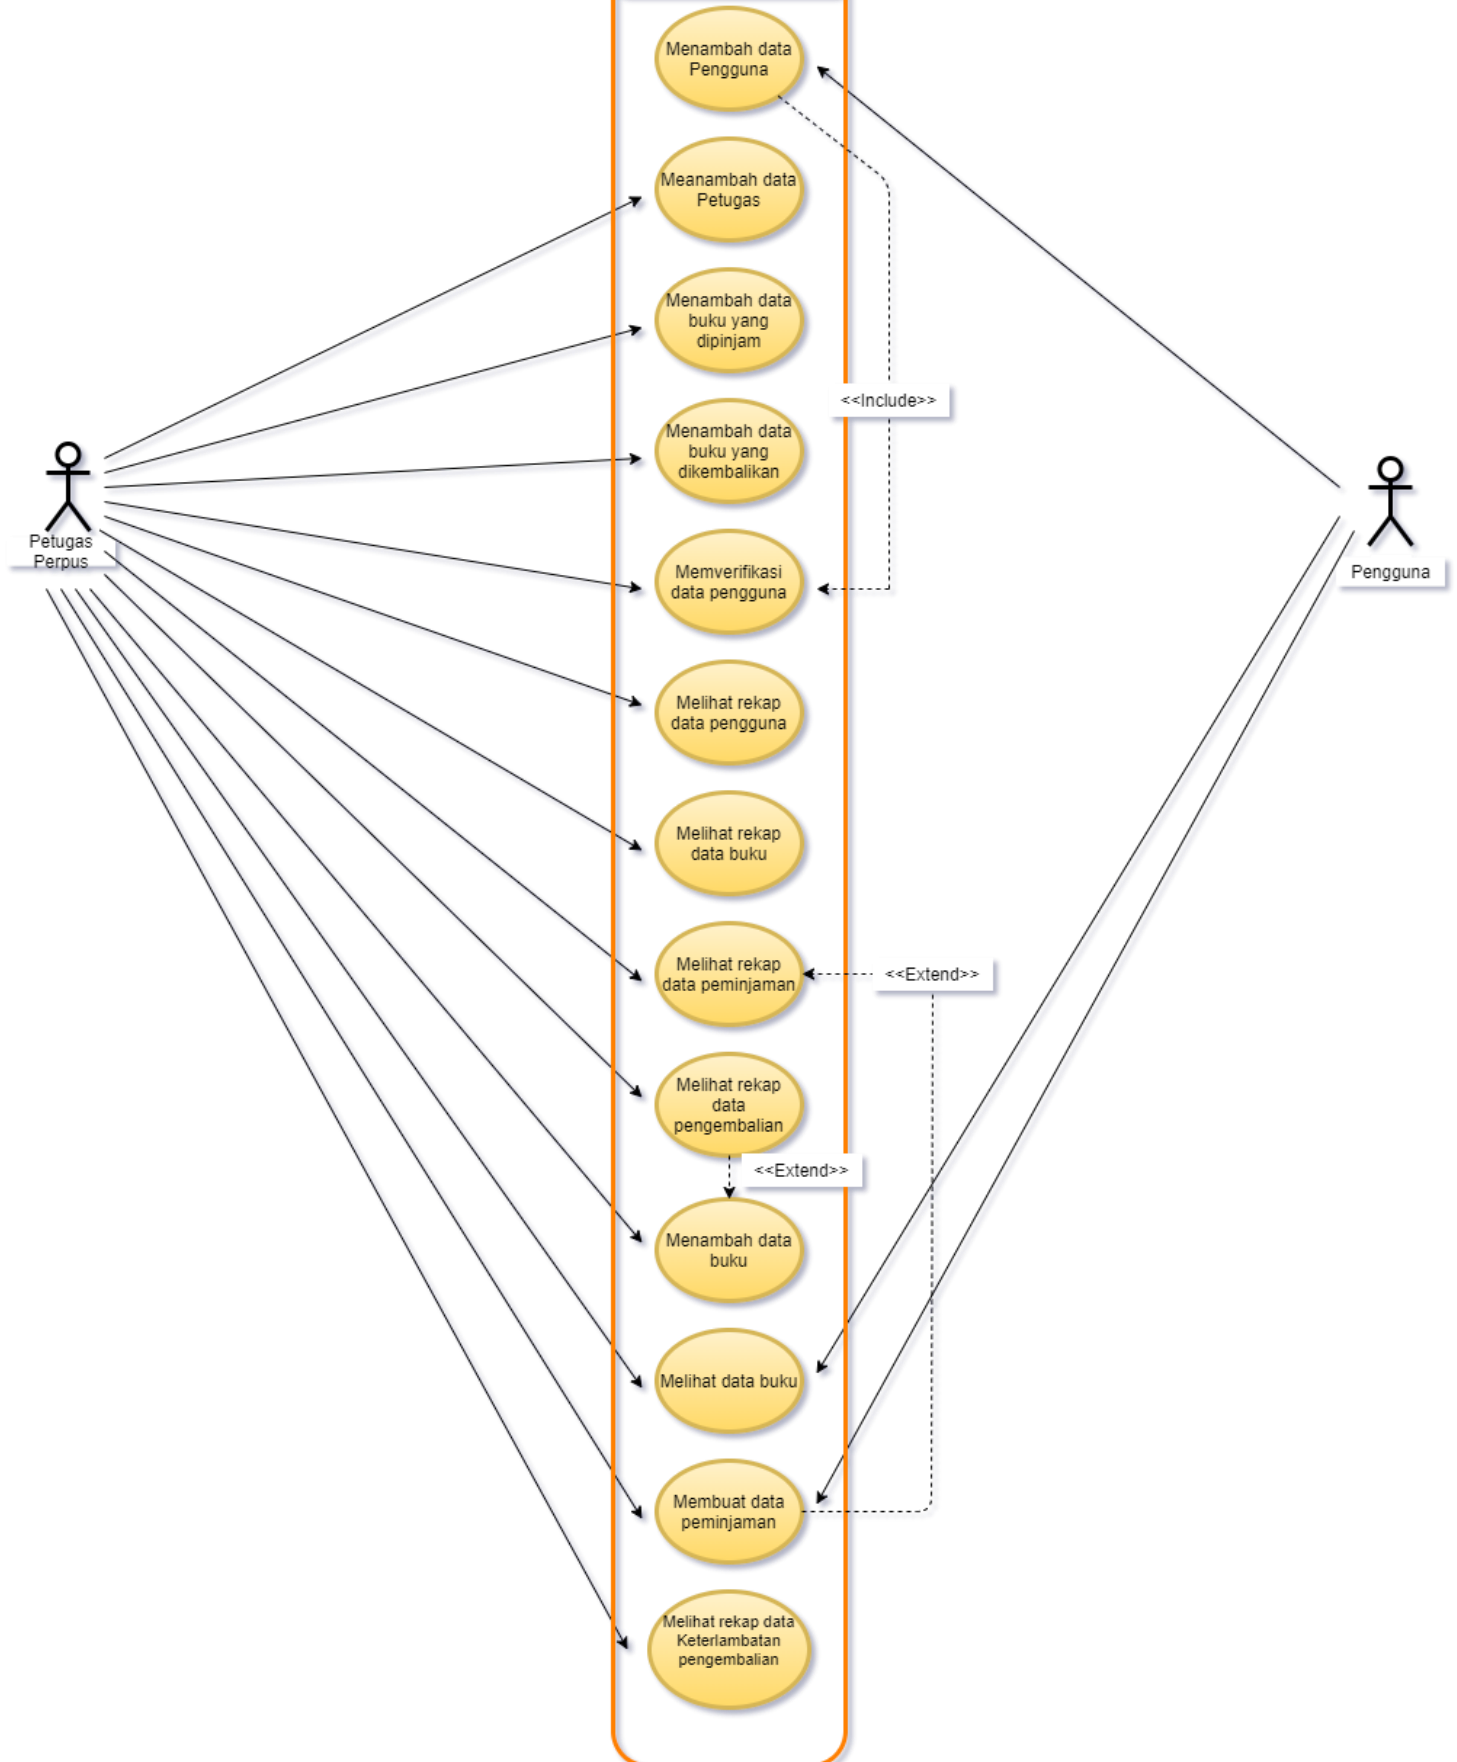 Menambah data
Pengguna
Meanambah data
Petugas
Menambah data
buku yang
dipinjam
<<Include>>
Menambah data
buku yang
dikembalikan
Petugas
Perpus
Memverifikasi
data pengguna
Pengguna
Melihat rekap
data pengguna
Melihat rekap
data buku
Melihat rekap
data peminjaman
<<Extend>>
Melihat rekap
data
pengembalian
<<Extend>>
Menambah data
buku
Melihat data buku
Membuat data
peminjaman
Melihat rekap data
Keterlambatan
pengembalian